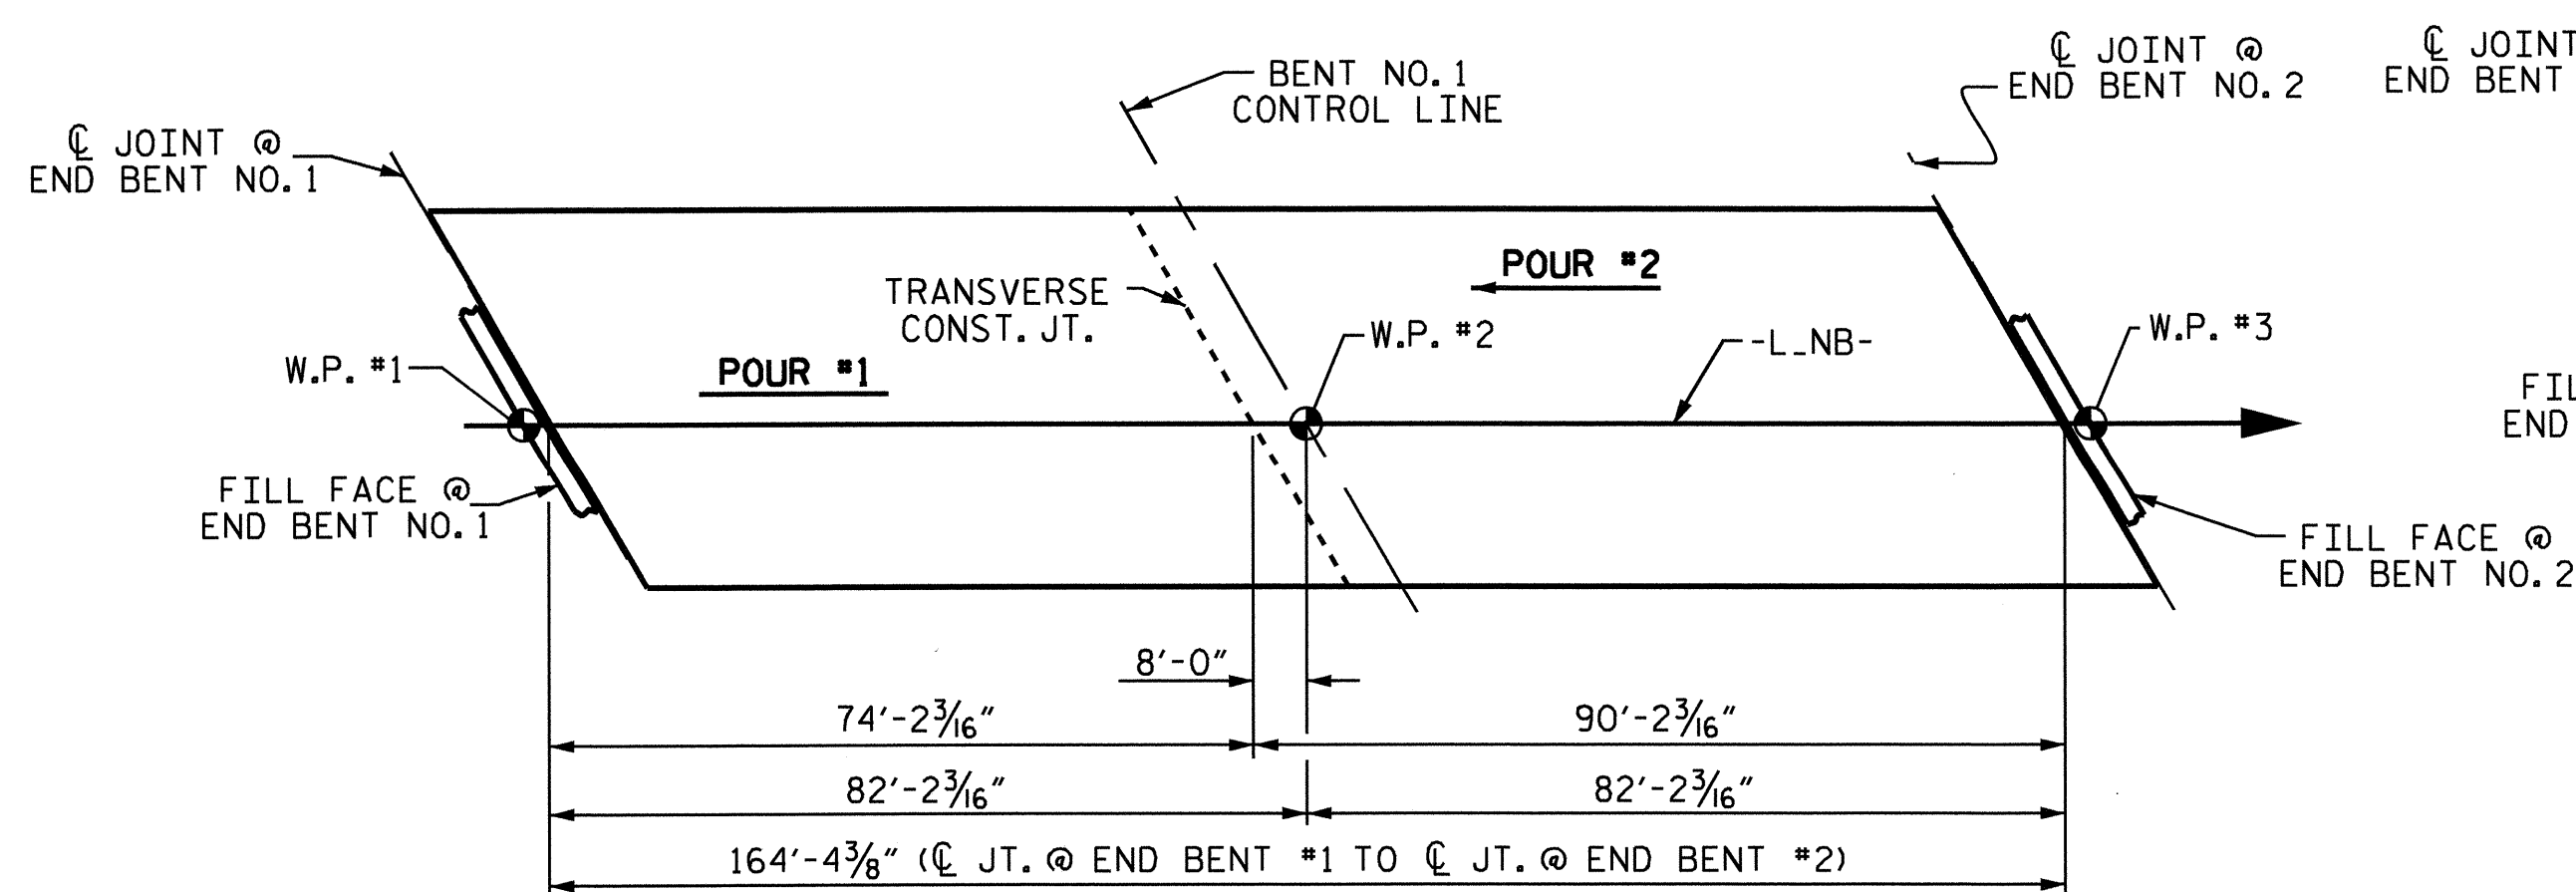 ℄ JOINT @
END BENT NO. 1
BENT NO. 1
CONTROL LINE
℄ JOINT @
END BENT NO. 2
℄ JOINT
END BENT
TRANSVERSE
CONST. JT.
POUR #2
POUR #1
W.P. #1
W.P. #2
-L_NB-
W.P. #3
FILL FACE @
END BENT NO. 1
FILL FACE @
END BENT NO. 2
FIL
END
8'-0"
74'-2 3/16"
90'-2 3/16"
82'-2 3/16"
82'-2 3/16"
164'-4 3/8" (℄ JT. @ END BENT #1 TO ℄ JT. @ END BENT #2)